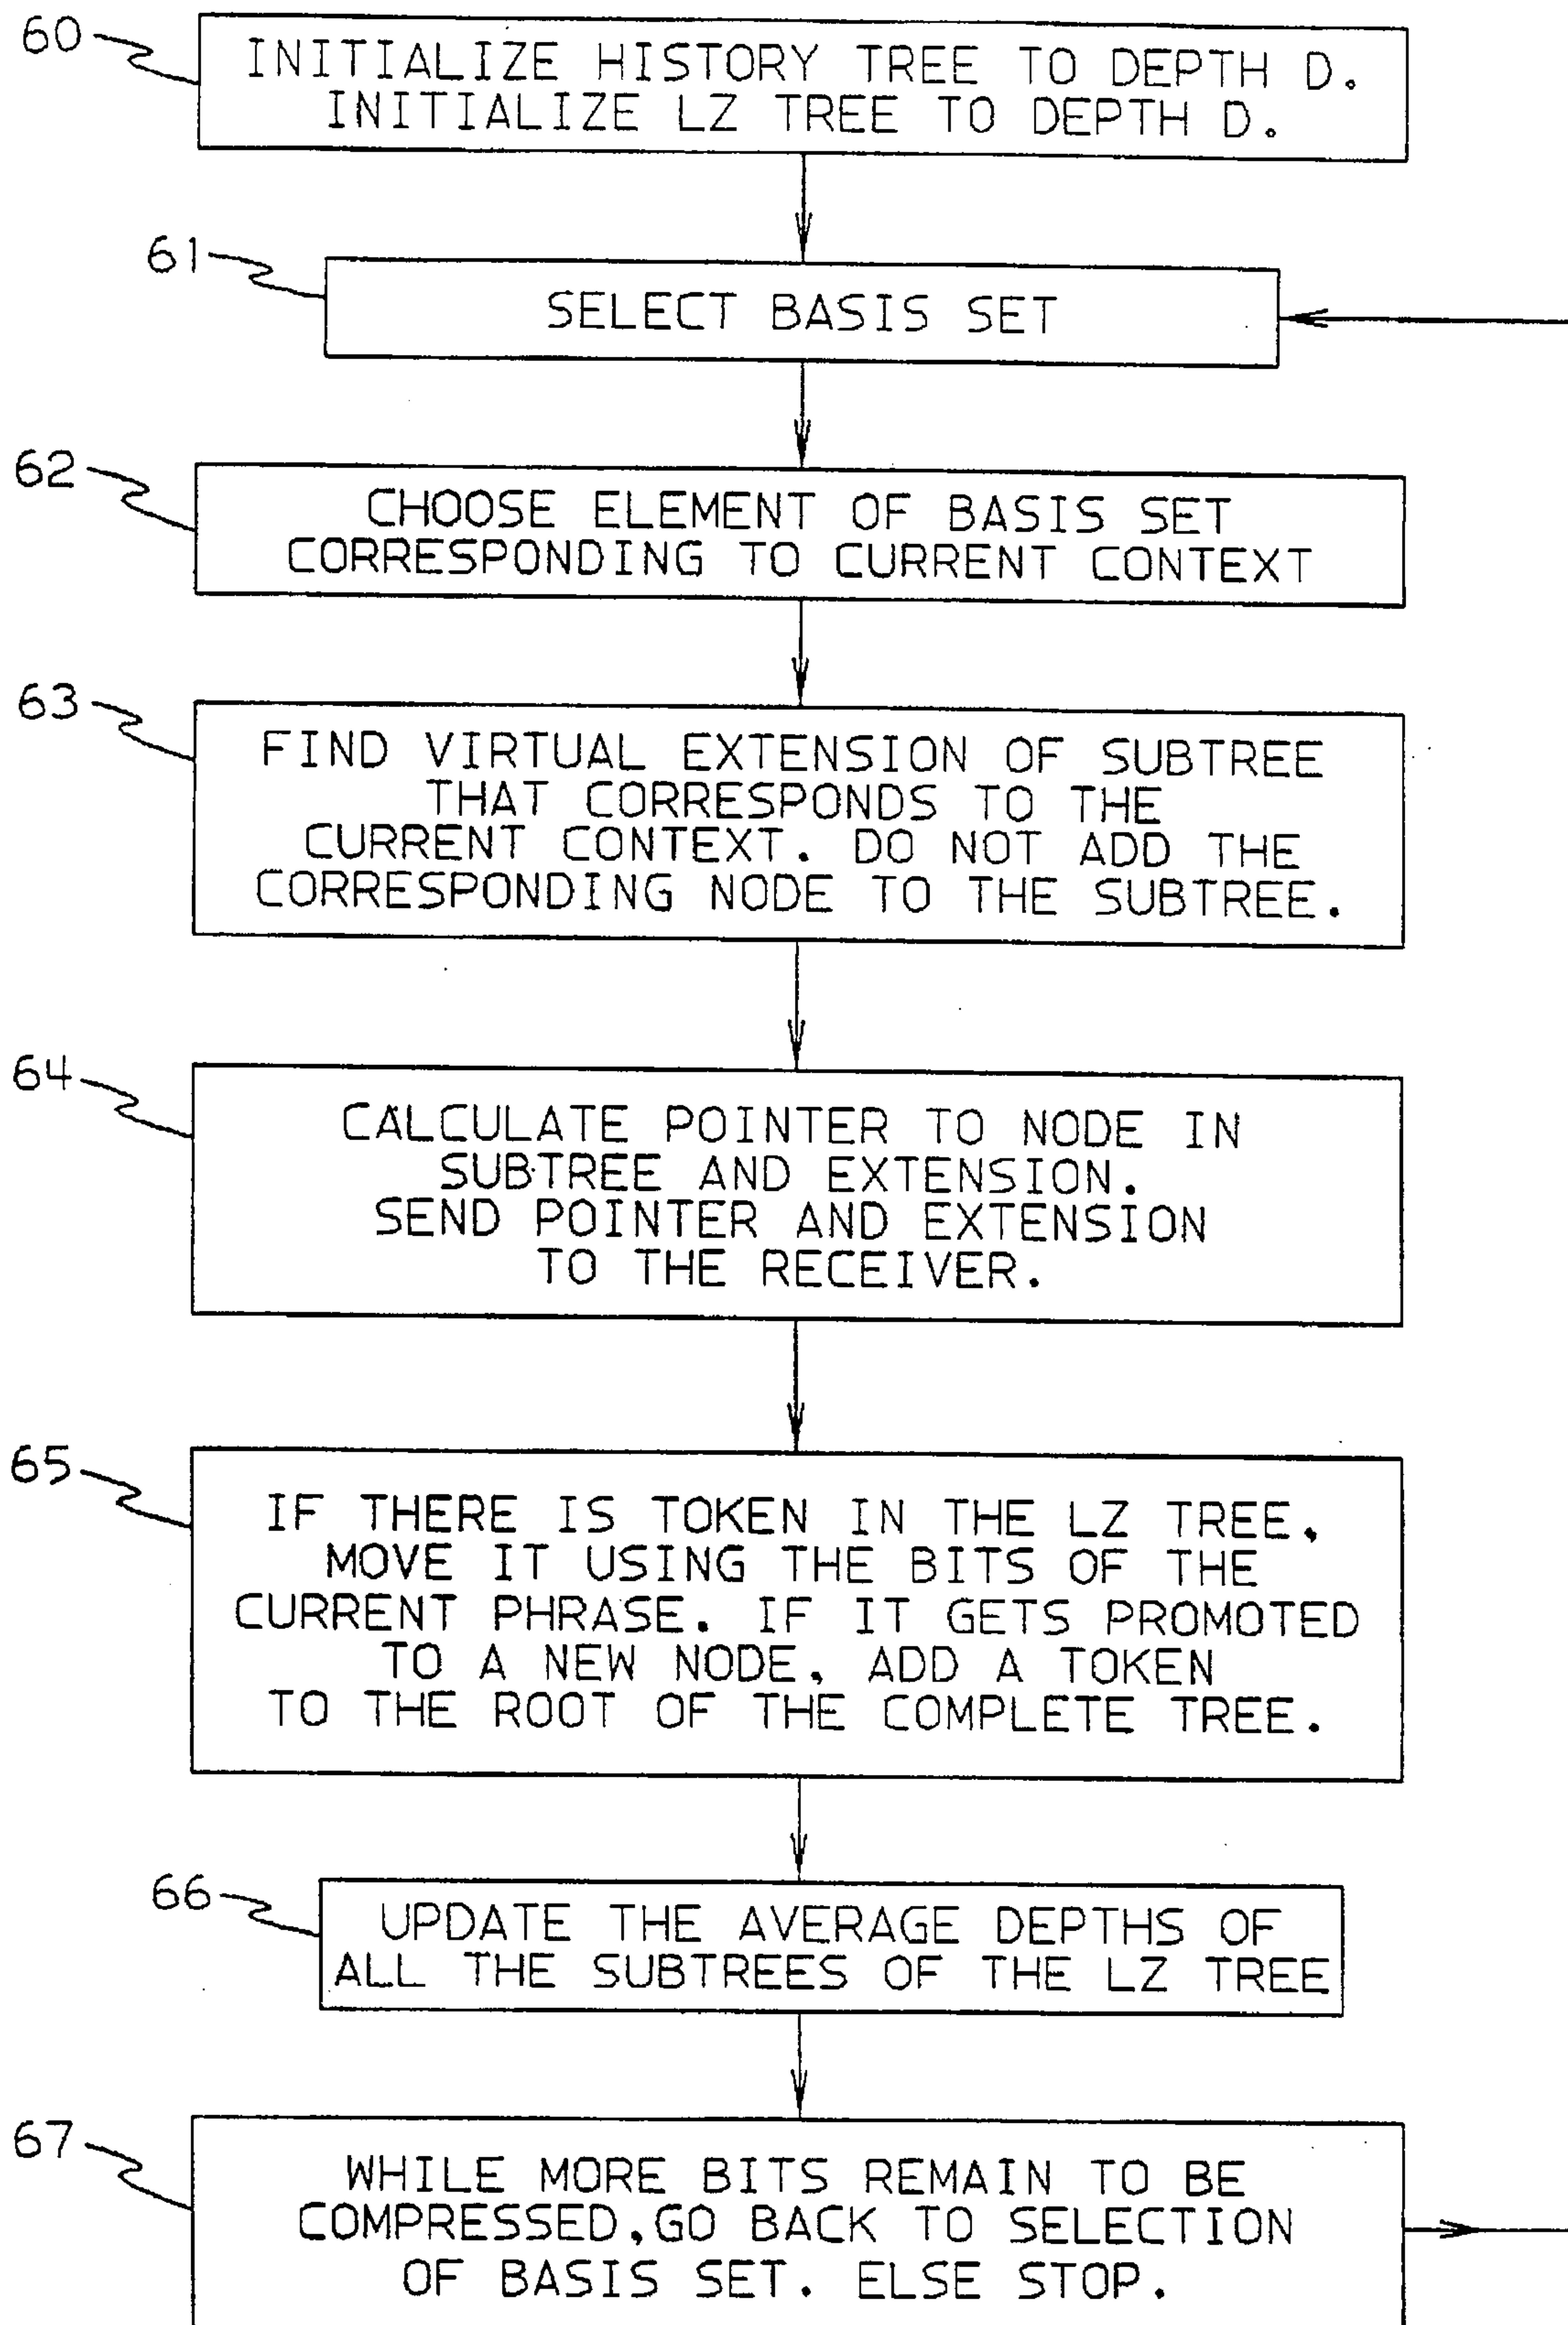 60
INITIALIZE HISTORY TREE TO DEPTH D.
INITIALIZE LZ TREE TO DEPTH D.
61
SELECT BASIS SET
62
CHOOSE ELEMENT OF BASIS SET
CORRESPONDING TO CURRENT CONTEXT
63
FIND VIRTUAL EXTENSION OF SUBTREE
THAT CORRESPONDS TO THE
CURRENT CONTEXT. DO NOT ADD THE
CORRESPONDING NODE TO THE SUBTREE.
64
CALCULATE POINTER TO NODE IN
SUBTREE AND EXTENSION.
SEND POINTER AND EXTENSION
TO THE RECEIVER.
65
IF THERE IS TOKEN IN THE LZ TREE,
MOVE IT USING THE BITS OF THE
CURRENT PHRASE. IF IT GETS PROMOTED
TO A NEW NODE, ADD A TOKEN
TO THE ROOT OF THE COMPLETE TREE.
66
UPDATE THE AVERAGE DEPTHS OF
ALL THE SUBTREES OF THE LZ TREE
67
WHILE MORE BITS REMAIN TO BE
COMPRESSED,GO BACK TO SELECTION
OF BASIS SET. ELSE STOP.